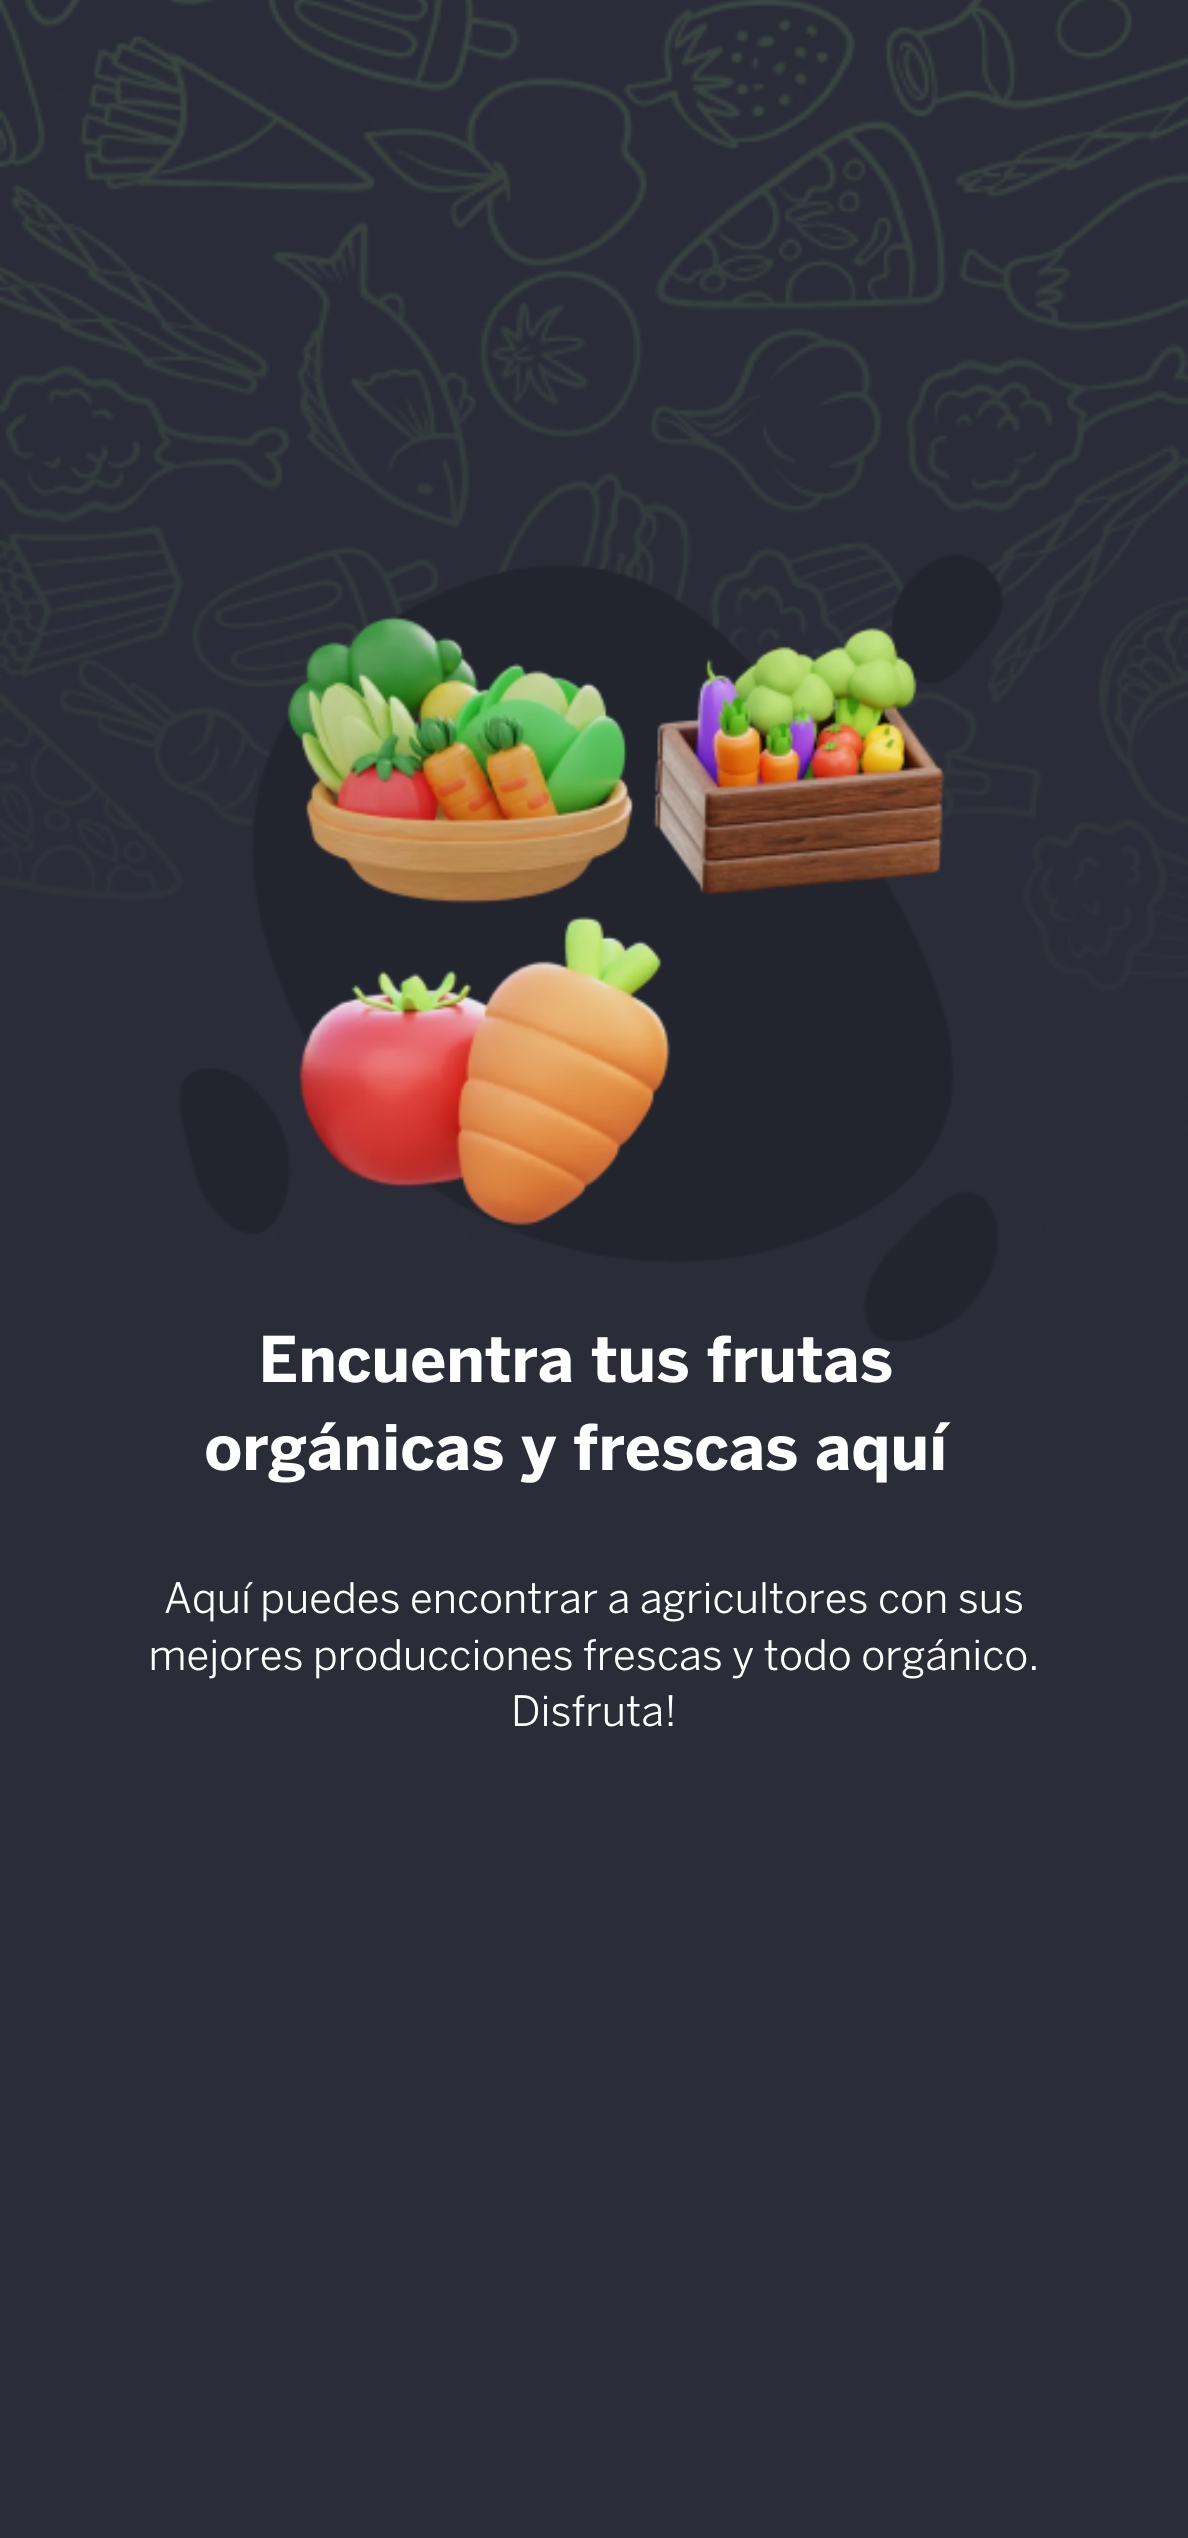 Encuentra tus frutas
orgánicas y frescas aquí
Aquí puedes encontrar a agricultores con sus
mejores producciones frescas y todo orgánico.
Disfruta!